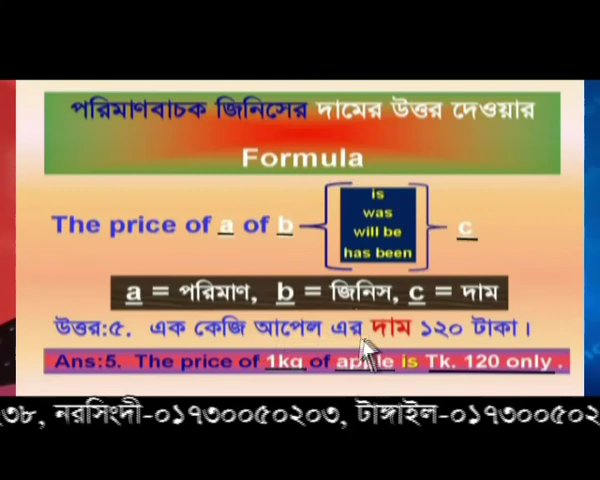 পরিমাণবাচক জিনিসের দামের উত্তর দেওয়ার
Formula
is
was
The price of a of b will be c
has been
a = পরিমাণ, b = জিনিস, c = দাম
উত্তর:৫. এক কেজি আপেল এর দাম ১২০ টাকা।
Ans:5. The price of 1kg of apple is Tk. 120 only.
২৩৮, নরসিংদী-০১৭৩০০৫০২০৩, টাঙ্গাইল-০১৭৩০০৫০২